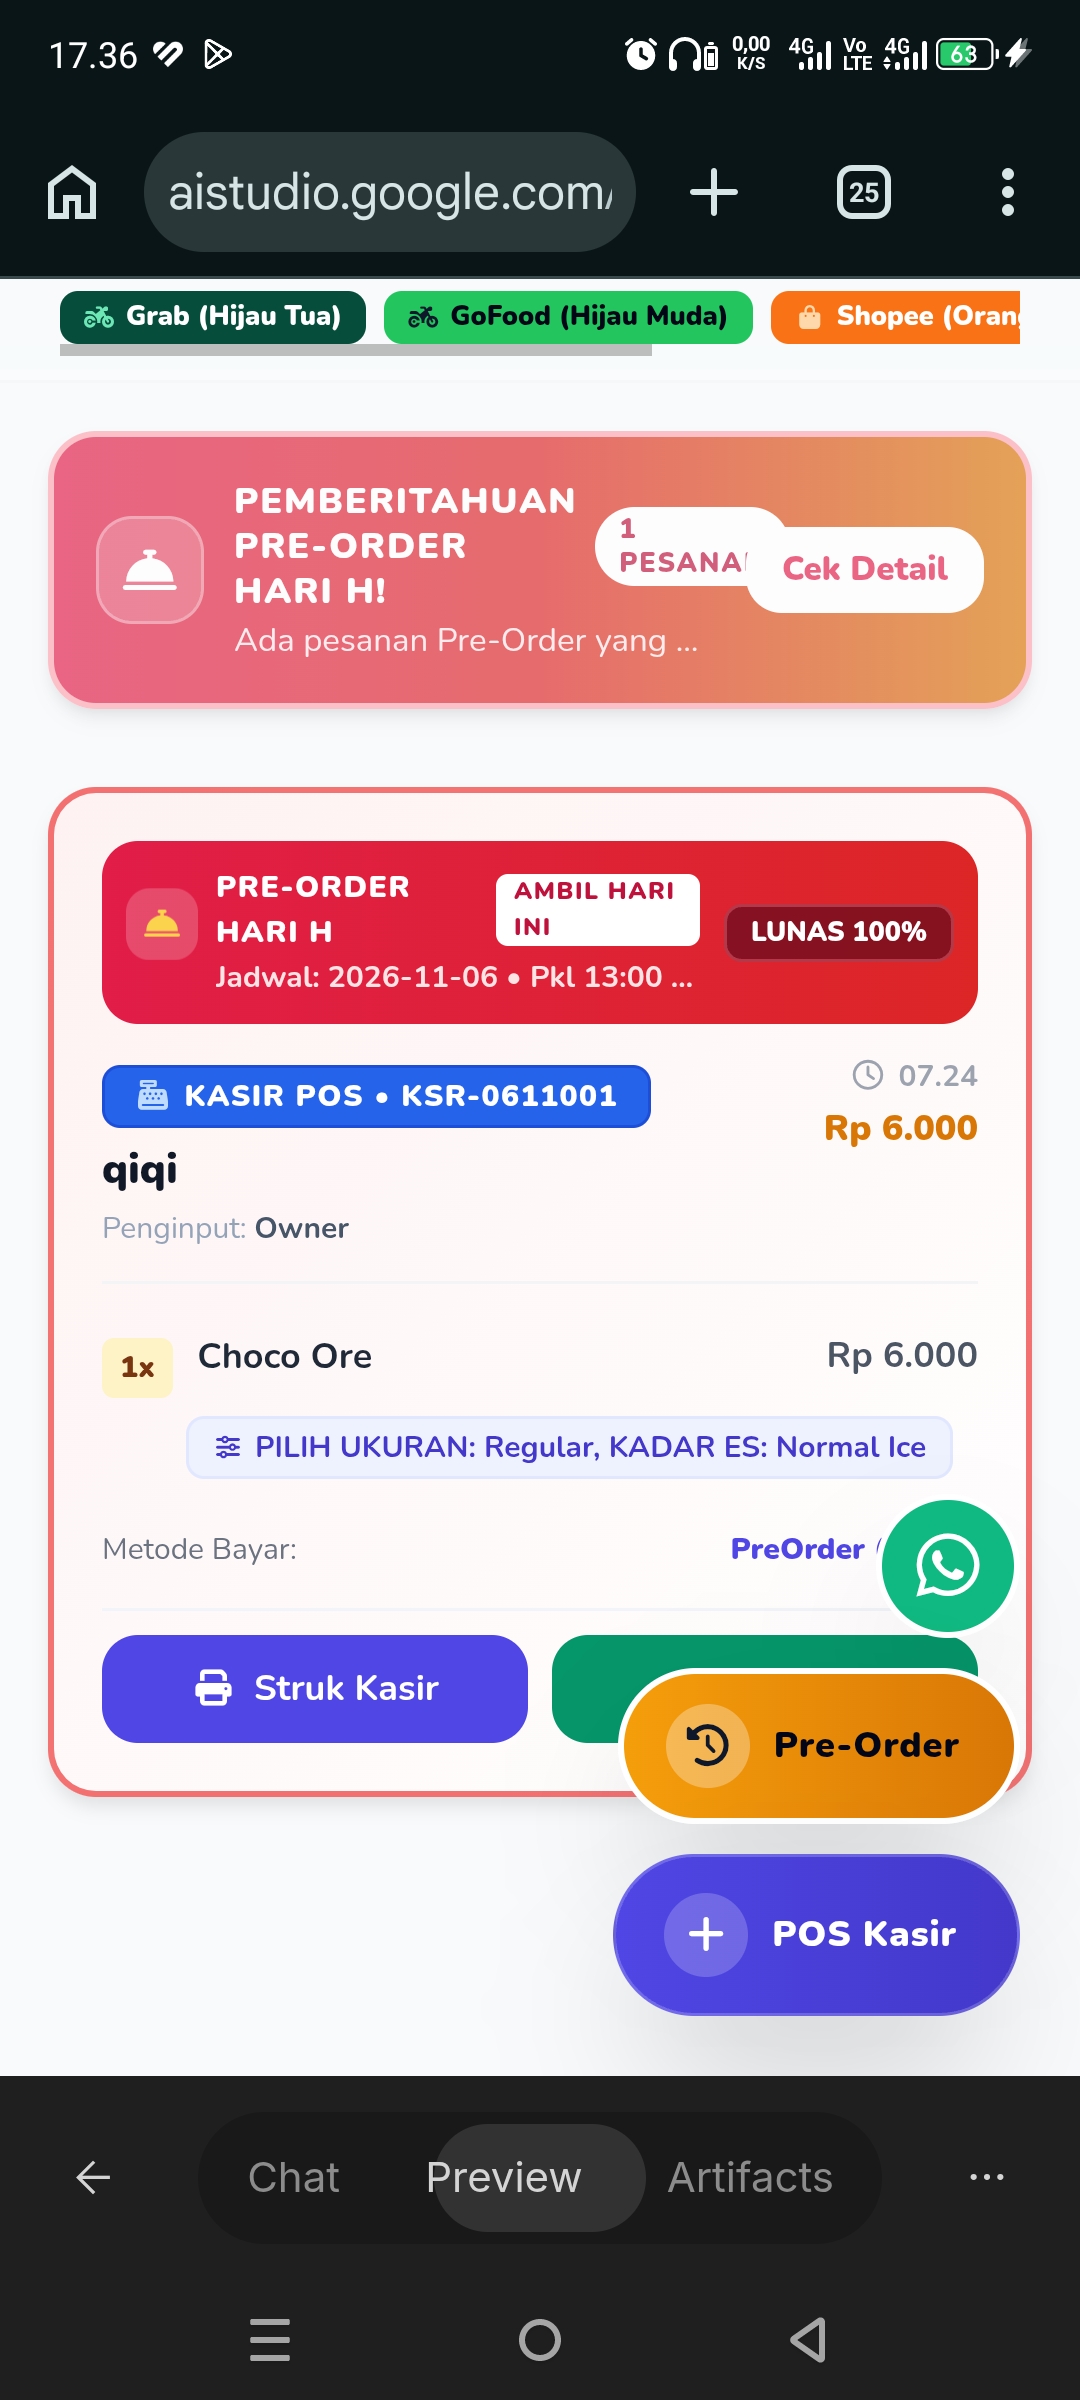 17.36
0,00
K/S
4G
Vo
LTE
4G
63
aistudio.google.com/
25
Grab (Hijau Tua)
GoFood (Hijau Muda)
Shopee (Orang
PEMBERITAHUAN
PRE-ORDER
HARI H!
1
PESANAN
Cek Detail
Ada pesanan Pre-Order yang ...
PRE-ORDER
HARI H
AMBIL HARI
INI
LUNAS 100%
Jadwal: 2026-11-06 • Pkl 13:00 ...
KASIR POS • KSR-0611001
07.24
Rp 6.000
qiqi
Penginput: Owner
1x
Choco Ore
Rp 6.000
PILIH UKURAN: Regular, KADAR ES: Normal Ice
Metode Bayar:
PreOrder (
Struk Kasir
Pre-Order
POS Kasir
Chat
Preview
Artifacts